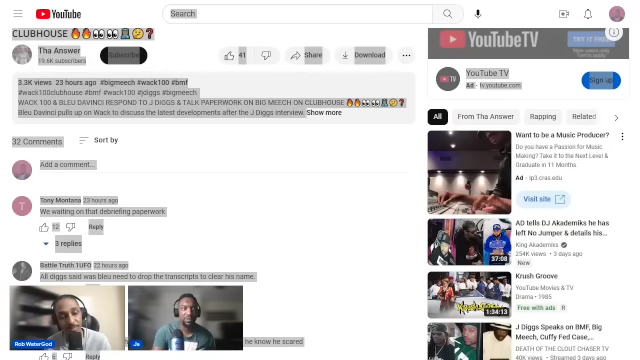 YouTube
Search
CLUBHOUSE 🔥🔥👀👀🧍🤔❓
Tha Answer
19.6K subscribers
Subscribe
41
Share
Download
3.3K views 23 hours ago #bigmeech #wack100 #bmf
#wack100clubhouse #bmf #wack100 #jdiggs #bigmeech
WACK 100 & BLEU DAVINCI RESPOND TO J DIGGS & TALK PAPERWORK ON BIG MEECH ON CLUBHOUSE
Bleu Davinci pulls up on Wack to discuss the latest developments after the J Diggs interview. Show more
32 Comments
Sort by
Add a comment...
T
Tony Montana 23 hours ago
We waiting on that debriefing paperwork
12
Reply
3 replies
Battle Truth 1UFO 22 hours ago
All diggs said was bleu need to drop the transcripts to clear his name.
he know he scared
Rob WaterGod
Ja
6
Reply
YouTube TV
TRY IT FREE
YouTube TV
Ad · tv.youtube.com
Sign up
All
From Tha Answer
Rapping
Related
Want to be a Music Producer?
Do you Have a Passion for Music
Making? Take it to the Next Level &
Graduate in 11 Months
Ad · lp3.cras.edu
Visit site
AD tells DJ Akademiks he has
left No Jumper & details his...
King Akademiks
254K views · 3 days ago
New
37:08
Krush Groove
YouTube Movies & TV
Drama • 1985
Free with ads
R
1:34:13
J Diggs Speaks on BMF, Big
Meech, Cuffy Fed Case,...
DEATH OF THE CLOUT CHASER TV
40K views · Streamed 3 days ago